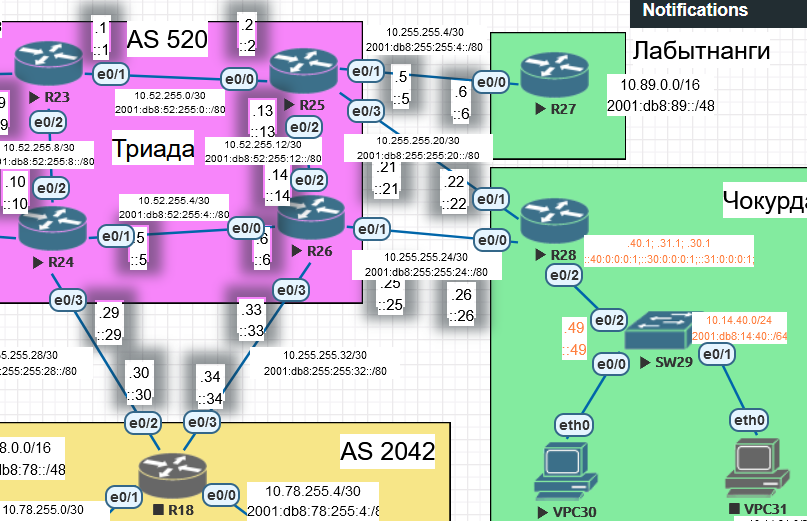 Notifications
.1
::1
AS 520
.2
::2
10.255.255.4/30
2001:db8:255:255:4::/80
Лабытнанги
R23
e0/1
e0/0
R25
e0/1
.5
::5
.6
::6
e0/0
R27
10.89.0.0/16
2001:db8:89::/48
10.52.255.0/30
2001:db8:52:255:0::/80
e0/3
e0/2
.13
::13
e0/2
Триада
10.52.255.8/30
2001:db8:52:255:8::/80
10.52.255.12/30
2001:db8:52:255:12::/80
10.255.255.20/30
2001:db8:255:255:20::/80
.21
::21
.10
::10
e0/2
.14
::14
e0/2
.22
::22
e0/1
Чокурда
10.52.255.4/30
2001:db8:52:255:4::/80
R24
e0/1
.5
::5
e0/0
.6
::6
R26
e0/1
e0/0
R28
.40.1; .31.1; .30.1
::40:0:0:0:1;::30:0:0:0:1;::31:0:0:0:1;
10.255.255.24/30
2001:db8:255:255:24::/80
.25
::25
.26
::26
e0/2
e0/3
e0/3
.29
::29
.33
::33
.49
::49
e0/2
10.14.40.0/24
2001:db8:14:40::/64
SW29
e0/1
e0/0
5.255.28/30
255:255:28::/80
10.255.255.32/30
2001:db8:255:255:32::/80
.30
::30
.34
::34
e0/2
e0/3
eth0
eth0
AS 2042
8.0.0/16
db8:78::/48
R18
e0/1
e0/0
10.78.255.0/30
10.78.255.4/30
2001:db8:78:255:4::/8
VPC30
VPC31